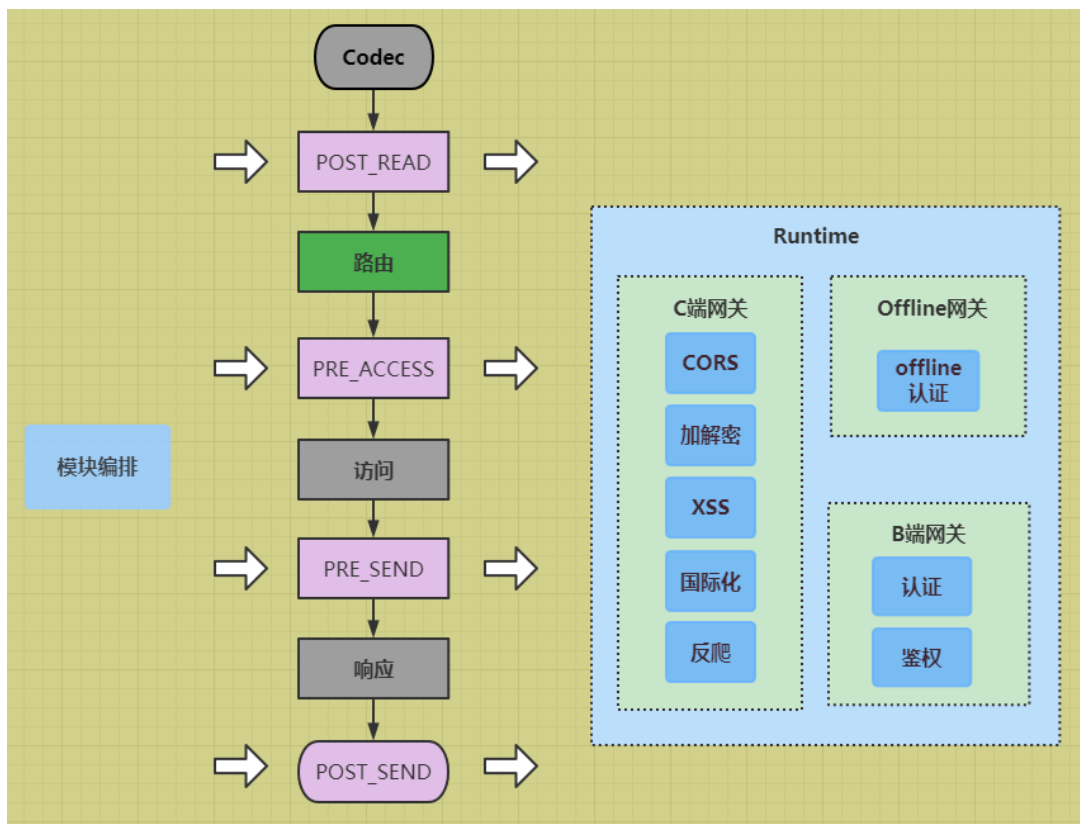 Codec
POST_READ
路由
PRE_ACCESS
访问
PRE_SEND
响应
POST_SEND
模块编排
Runtime
C端网关
CORS
加解密
XSS
国际化
反爬
Offline网关
offline
认证
B端网关
认证
鉴权